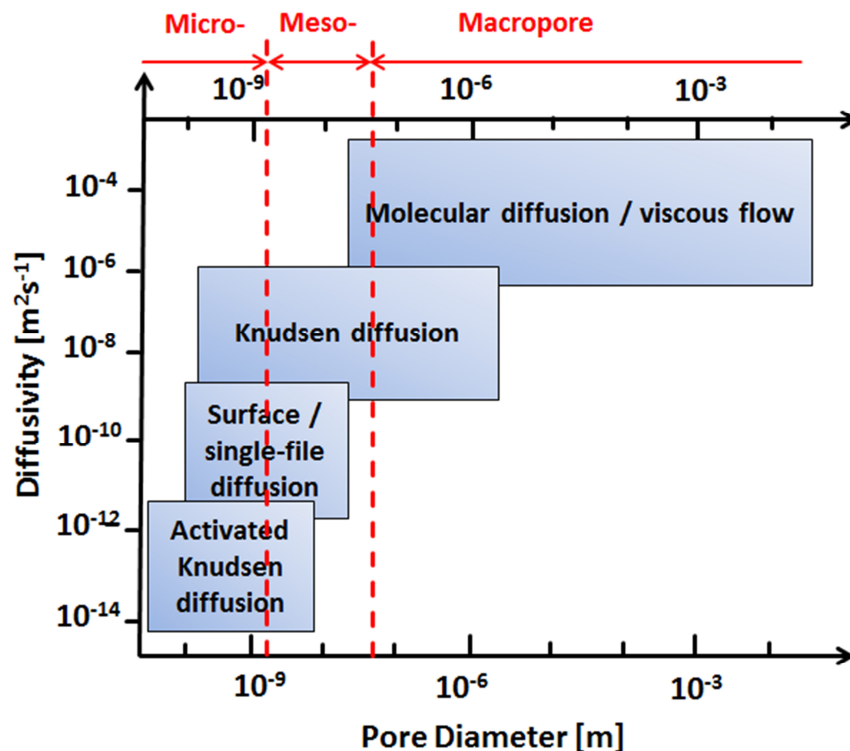 Micro- Meso- Macropore
10⁻⁹ 10⁻⁶ 10⁻³
10⁻⁴
Molecular diffusion / viscous flow
10⁻⁶
Knudsen diffusion
10⁻⁸
Surface /
single-file
diffusion
10⁻¹⁰
10⁻¹²
Activated
Knudsen
diffusion
10⁻¹⁴
Diffusivity [m²s⁻¹]
10⁻⁹ 10⁻⁶ 10⁻³
Pore Diameter [m]